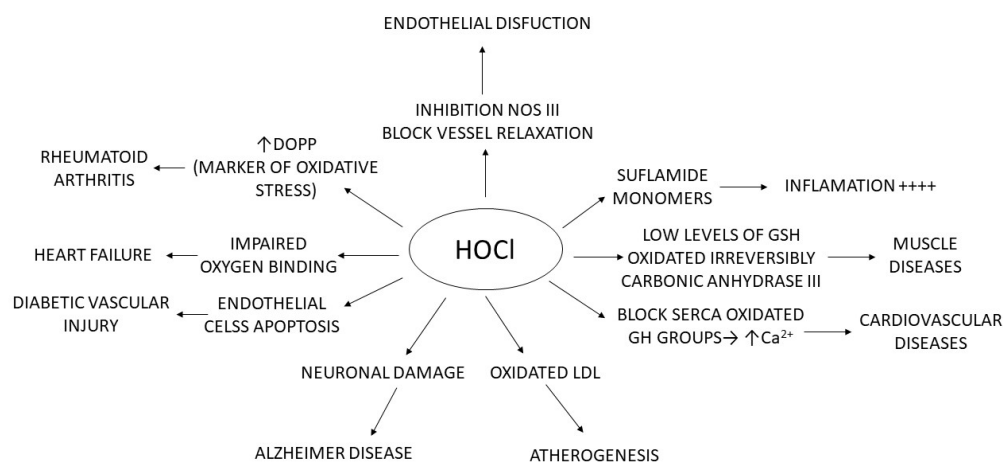 ENDOTHELIAL DISFUCTION
INHIBITION NOS III
BLOCK VESSEL RELAXATION
↑DOPP
(MARKER OF OXIDATIVE
STRESS)
RHEUMATOID
ARTHRITIS
SUFLAMIDE
MONOMERS
INFLAMATION ++++
HOCl
IMPAIRED
OXYGEN BINDING
HEART FAILURE
LOW LEVELS OF GSH
OXIDATED IRREVERSIBLY
CARBONIC ANHYDRASE III
MUSCLE
DISEASES
ENDOTHELIAL
CELSS APOPTOSIS
DIABETIC VASCULAR
INJURY
BLOCK SERCA OXIDATED
GH GROUPS→ ↑Ca²⁺
CARDIOVASCULAR
DISEASES
NEURONAL DAMAGE
OXIDATED LDL
ALZHEIMER DISEASE
ATHEROGENESIS